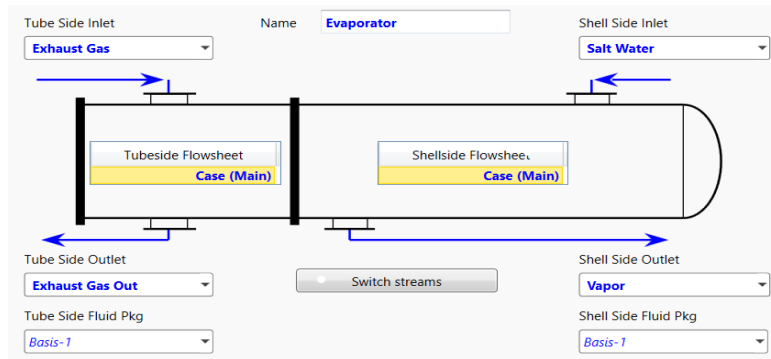 Tube Side Inlet
Name
Evaporator
Shell Side Inlet
Exhaust Gas
Salt Water
Tubeside Flowsheet
Shellside Flowsheet
Case (Main)
Case (Main)
Tube Side Outlet
Shell Side Outlet
Exhaust Gas Out
Switch streams
Vapor
Tube Side Fluid Pkg
Shell Side Fluid Pkg
Basis-1
Basis-1